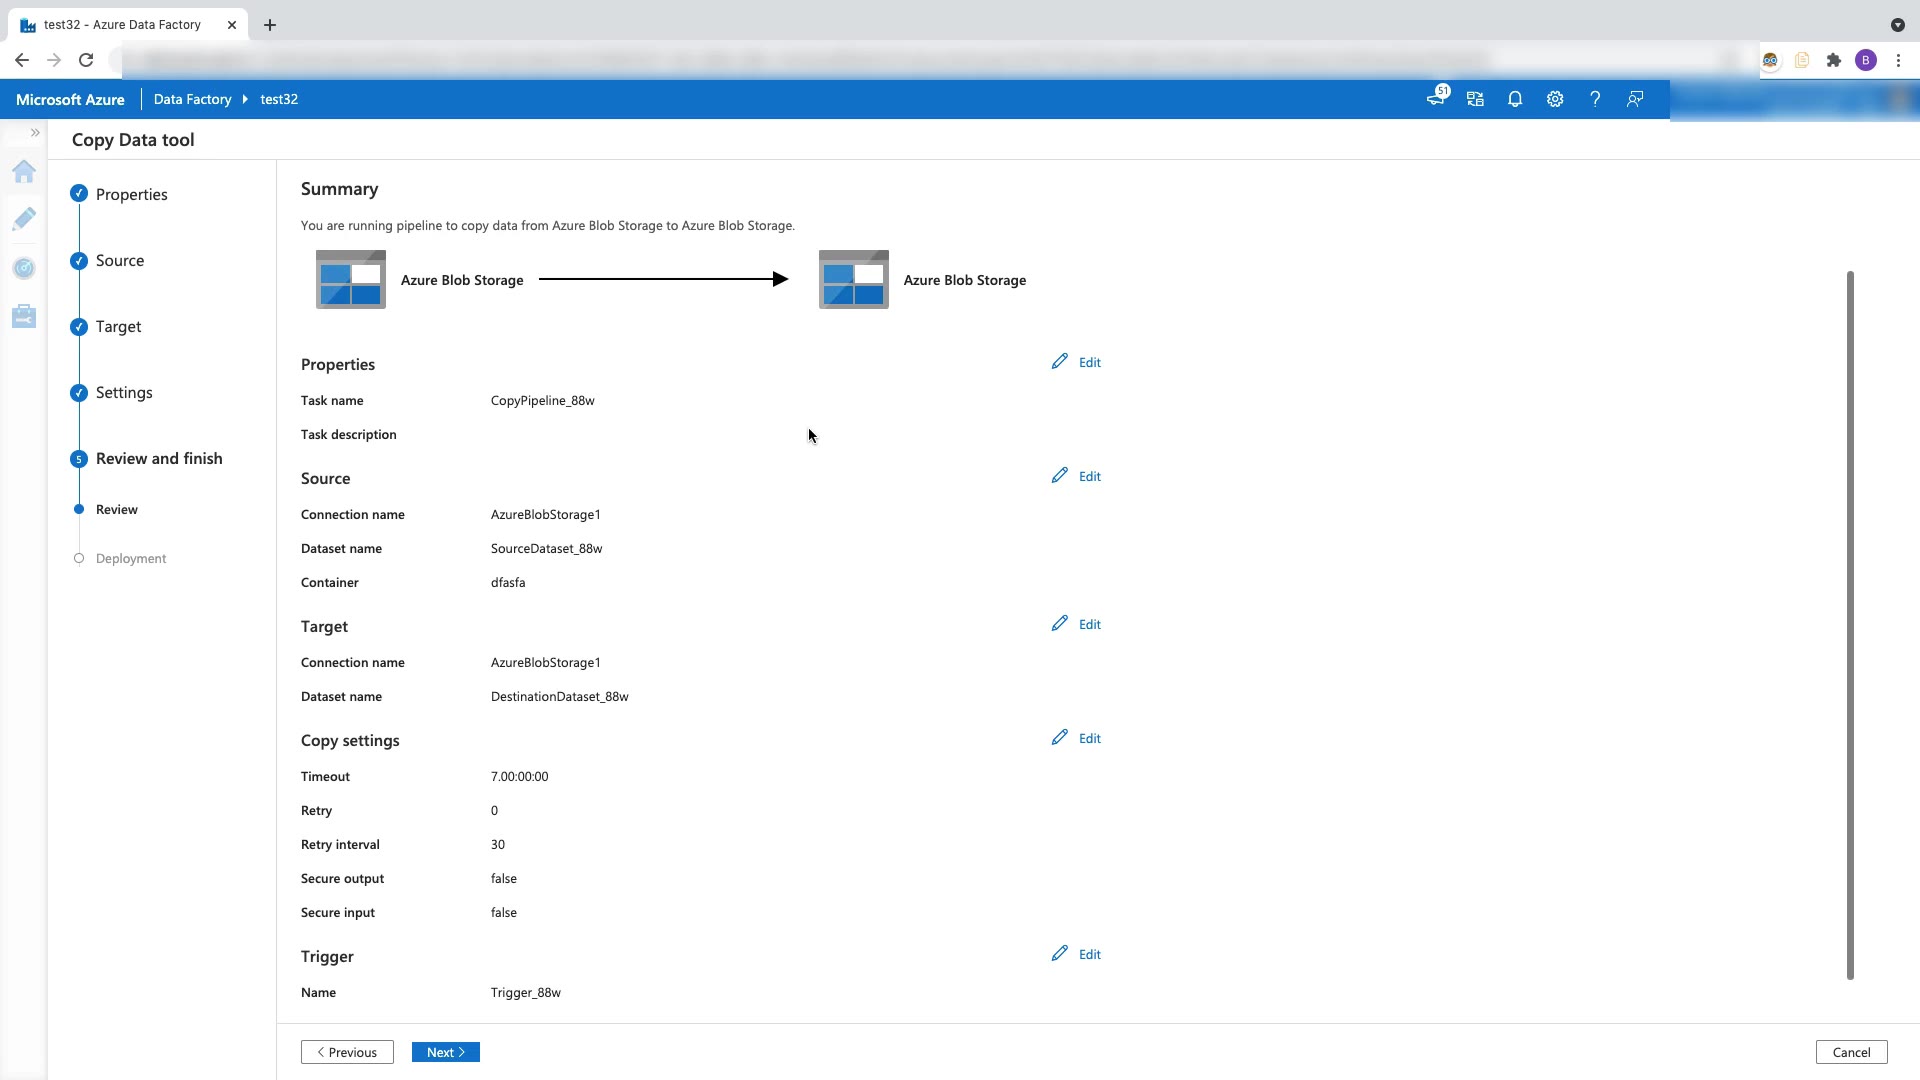 test32 - Azure Data Factory
B
Microsoft Azure
Data Factory
test32
51
Copy Data tool
Properties
Source
Target
Settings
5
Review and finish
Review
Deployment
Summary
You are running pipeline to copy data from Azure Blob Storage to Azure Blob Storage.
Azure Blob Storage
Azure Blob Storage
Properties
Edit
Task name
CopyPipeline_88w
Task description
Source
Edit
Connection name
AzureBlobStorage1
Dataset name
SourceDataset_88w
Container
dfasfa
Target
Edit
Connection name
AzureBlobStorage1
Dataset name
DestinationDataset_88w
Copy settings
Edit
Timeout
7.00:00:00
Retry
0
Retry interval
30
Secure output
false
Secure input
false
Trigger
Edit
Name
Trigger_88w
Previous
Next
Cancel